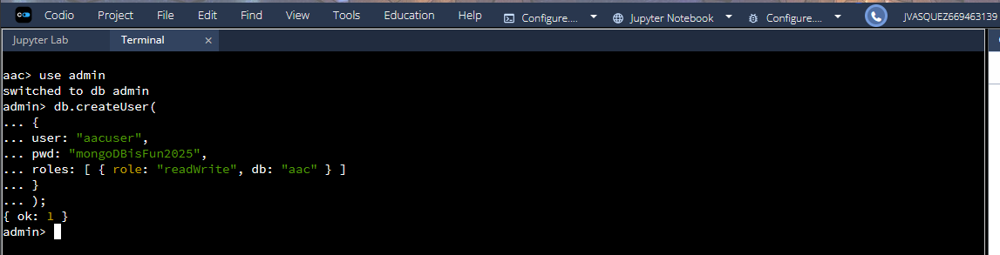 Codio Project File Edit Find View Tools Education Help Configure.... Jupyter Notebook Configure.... JVASQUEZ669463139
Jupyter Lab Terminal ×
aac> use admin
switched to db admin
admin> db.createUser(
... {
... user: "aacuser",
... pwd: "mongoDBisFun2025",
... roles: [ { role: "readWrite", db: "aac" } ]
... }
... );
{ ok: 1 }
admin>